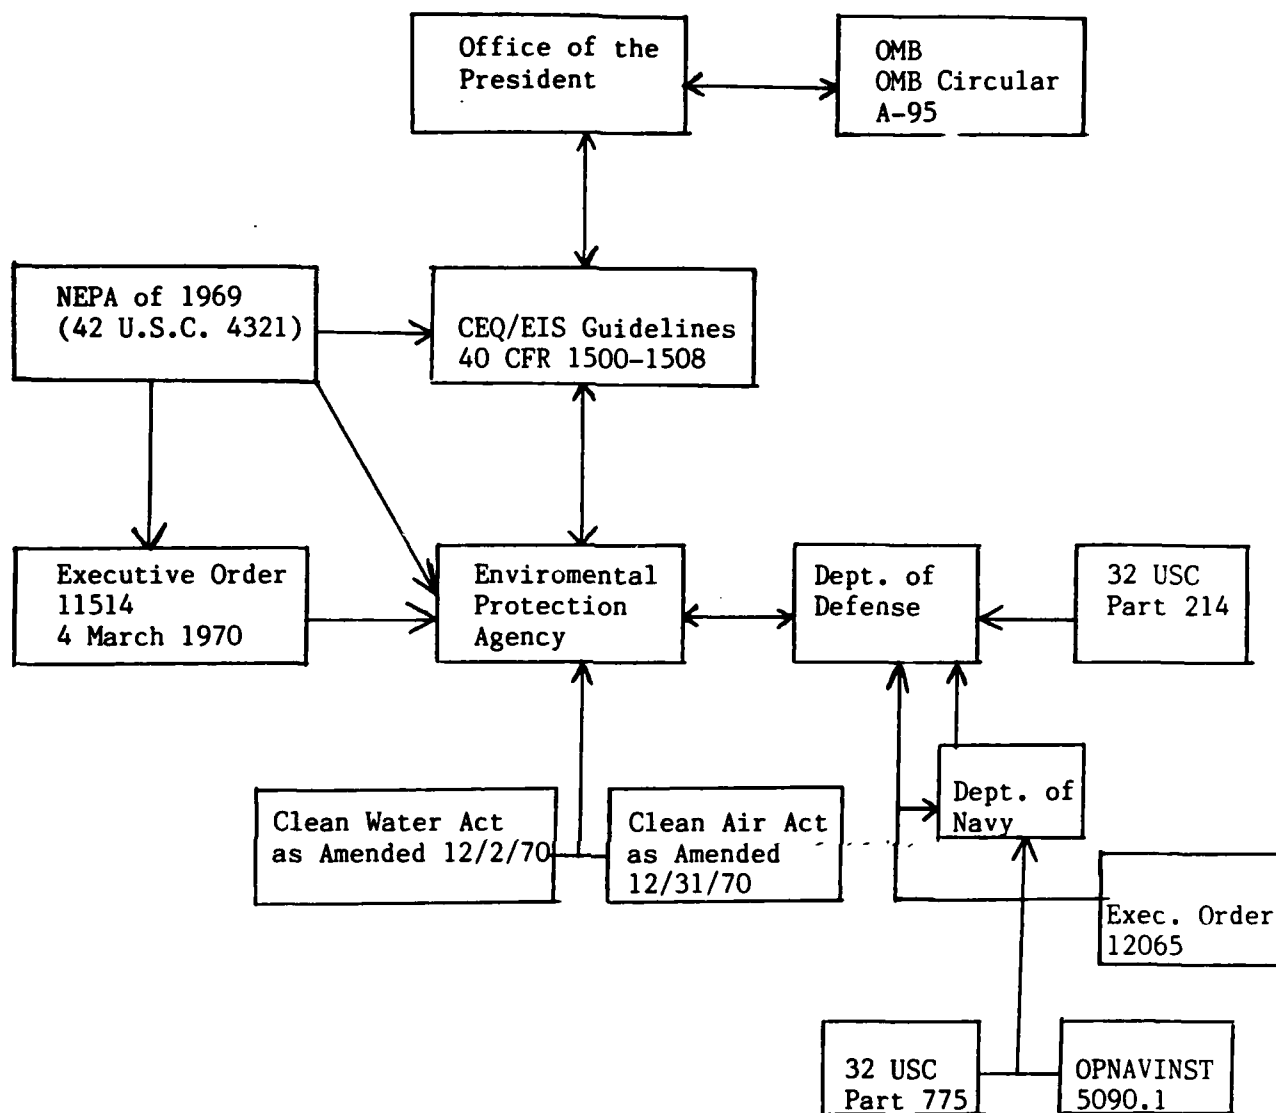 Office of the
President
OMB
OMB Circular
A-95
NEPA of 1969
(42 U.S.C. 4321)
CEQ/EIS Guidelines
40 CFR 1500-1508
Executive Order
11514
4 March 1970
Enviromental
Protection
Agency
Dept. of
Defense
32 USC
Part 214
Clean Water Act
as Amended 12/2/70
Clean Air Act
as Amended
12/31/70
Dept. of
Navy
Exec. Order
12065
32 USC
Part 775
OPNAVINST
5090.1